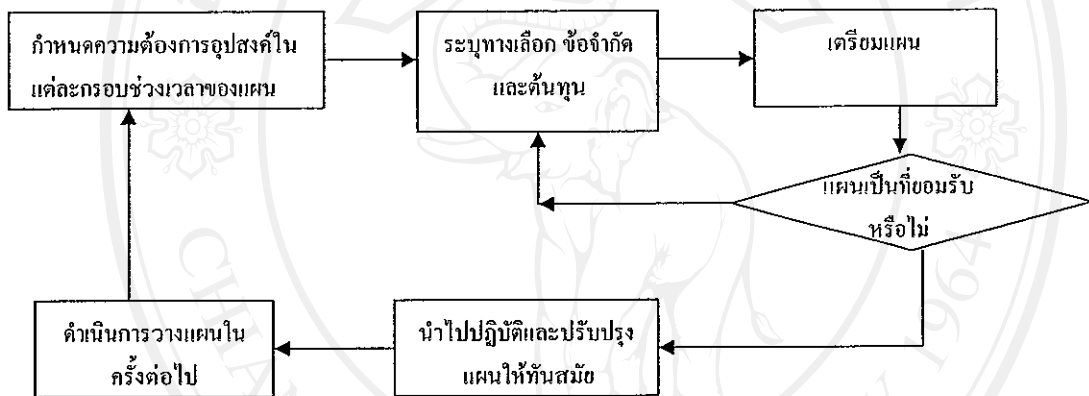 กำหนดความต้องการอุปสงค์ใน
แต่ละกรอบช่วงเวลาของแผน
ระบุทางเลือก ข้อจำกัด
และต้นทุน
เตรียมแผน
แผนเป็นที่ยอมรับ
หรือไม่
นำไปปฏิบัติและปรับปรุง
แผนให้ทันสมัย
ดำเนินการวางแผนใน
ครั้งต่อไป
1964